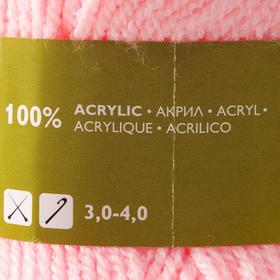 100% ACRYLIC • АКРИЛ • ACRYL •
ACRYLIQUE • ACRILICO
3,0-4,0